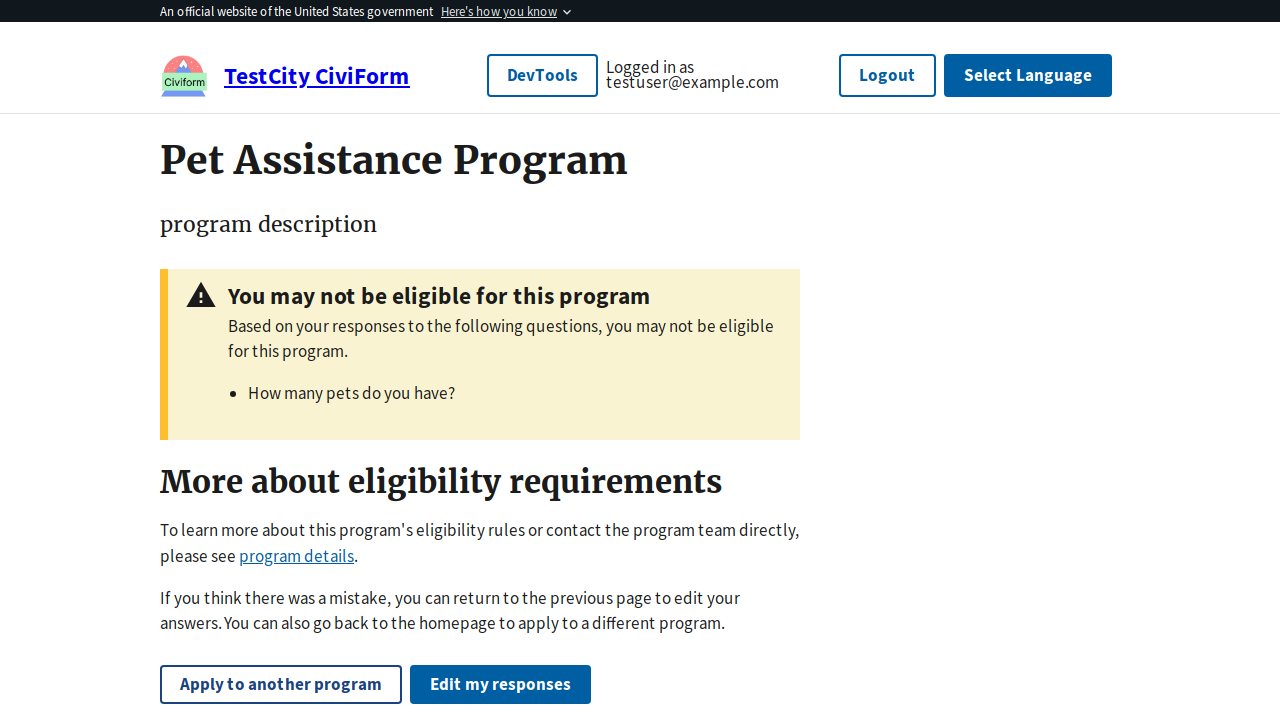 An official website of the United States government Here's how you know
Civiform
TestCity CiviForm
DevTools
Logged in as
testuser@example.com
Logout
Select Language
Pet Assistance Program
program description
You may not be eligible for this program
Based on your responses to the following questions, you may not be eligible
for this program.
• How many pets do you have?
More about eligibility requirements
To learn more about this program's eligibility rules or contact the program team directly,
please see program details.
If you think there was a mistake, you can return to the previous page to edit your
answers. You can also go back to the homepage to apply to a different program.
Apply to another program
Edit my responses